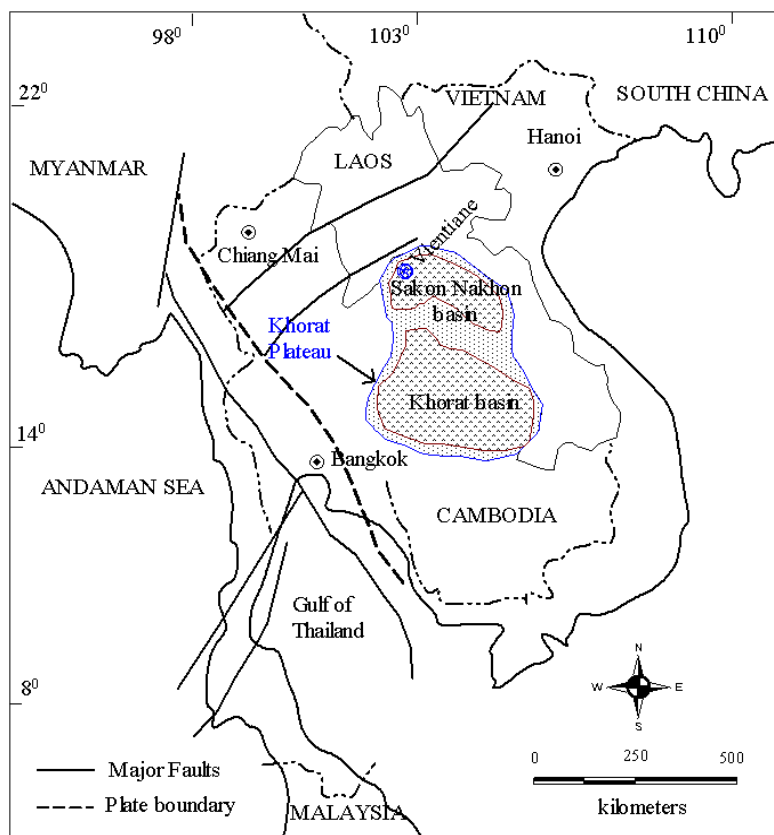 98⁰ 103⁰ 110⁰
22⁰
VIETNAM SOUTH CHINA
Hanoi
MYANMAR
LAOS
Vientiane
Chiang Mai
Sakon Nakhon
basin
Khorat
Plateau
Khorat basin
14⁰
Bangkok
ANDAMAN SEA
CAMBODIA
Gulf of
Thailand
N
W E
S
8⁰
0 250 500
kilometers
Major Faults
Plate boundary
MALAYSIA